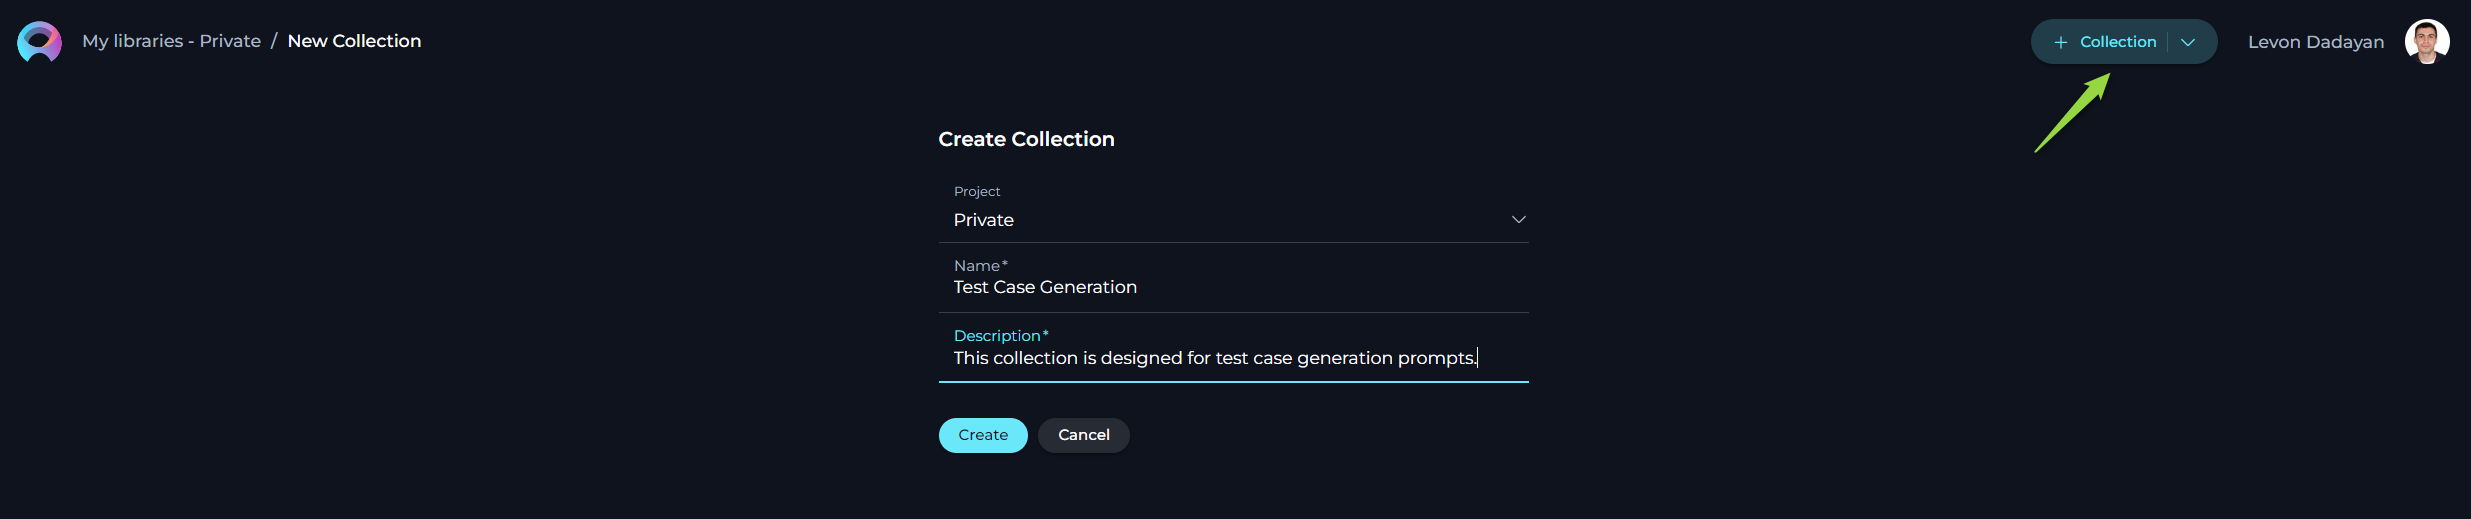 My libraries - Private / New Collection
+ Collection
Levon Dadayan
Create Collection
Project
Private
Name*
Test Case Generation
Description*
This collection is designed for test case generation prompts.
Create
Cancel